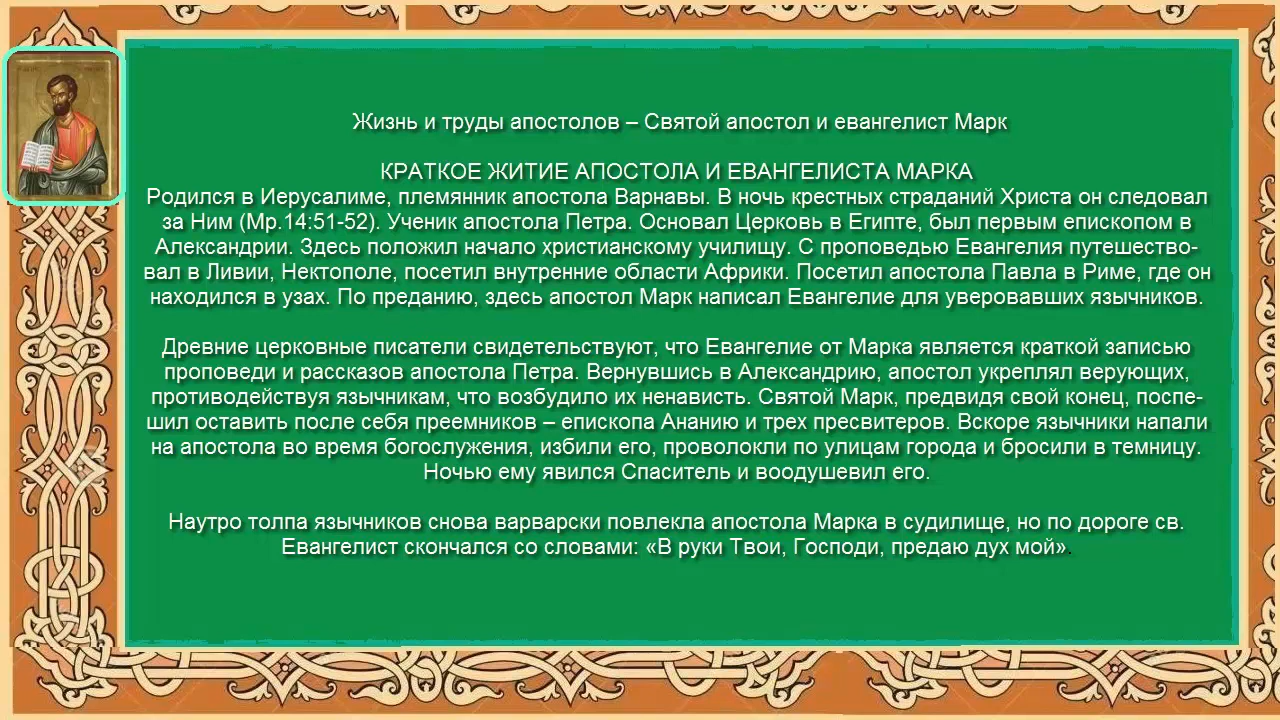 Жизнь и труды апостолов – Святой апостол и евангелист Марк
КРАТКОЕ ЖИТИЕ АПОСТОЛА И ЕВАНГЕЛИСТА МАРКА
Родился в Иерусалиме, племянник апостола Варнавы. В ночь крестных страданий Христа он следовал
за Ним (Мр.14:51-52). Ученик апостола Петра. Основал Церковь в Египте, был первым епископом в
Александрии. Здесь положил начало христианскому училищу. С проповедью Евангелия путешество-
вал в Ливии, Нектополе, посетил внутренние области Африки. Посетил апостола Павла в Риме, где он
находился в узах. По преданию, здесь апостол Марк написал Евангелие для уверовавших язычников.
Древние церковные писатели свидетельствуют, что Евангелие от Марка является краткой записью
проповеди и рассказов апостола Петра. Вернувшись в Александрию, апостол укреплял верующих,
противодействуя язычникам, что возбудило их ненависть. Святой Марк, предвидя свой конец, поспе-
шил оставить после себя преемников – епископа Ананию и трех пресвитеров. Вскоре язычники напали
на апостола во время богослужения, избили его, проволокли по улицам города и бросили в темницу.
Ночью ему явился Спаситель и воодушевил его.
Наутро толпа язычников снова варварски повлекла апостола Марка в судилище, но по дороге св.
Евангелист скончался со словами: «В руки Твои, Господи, предаю дух мой».